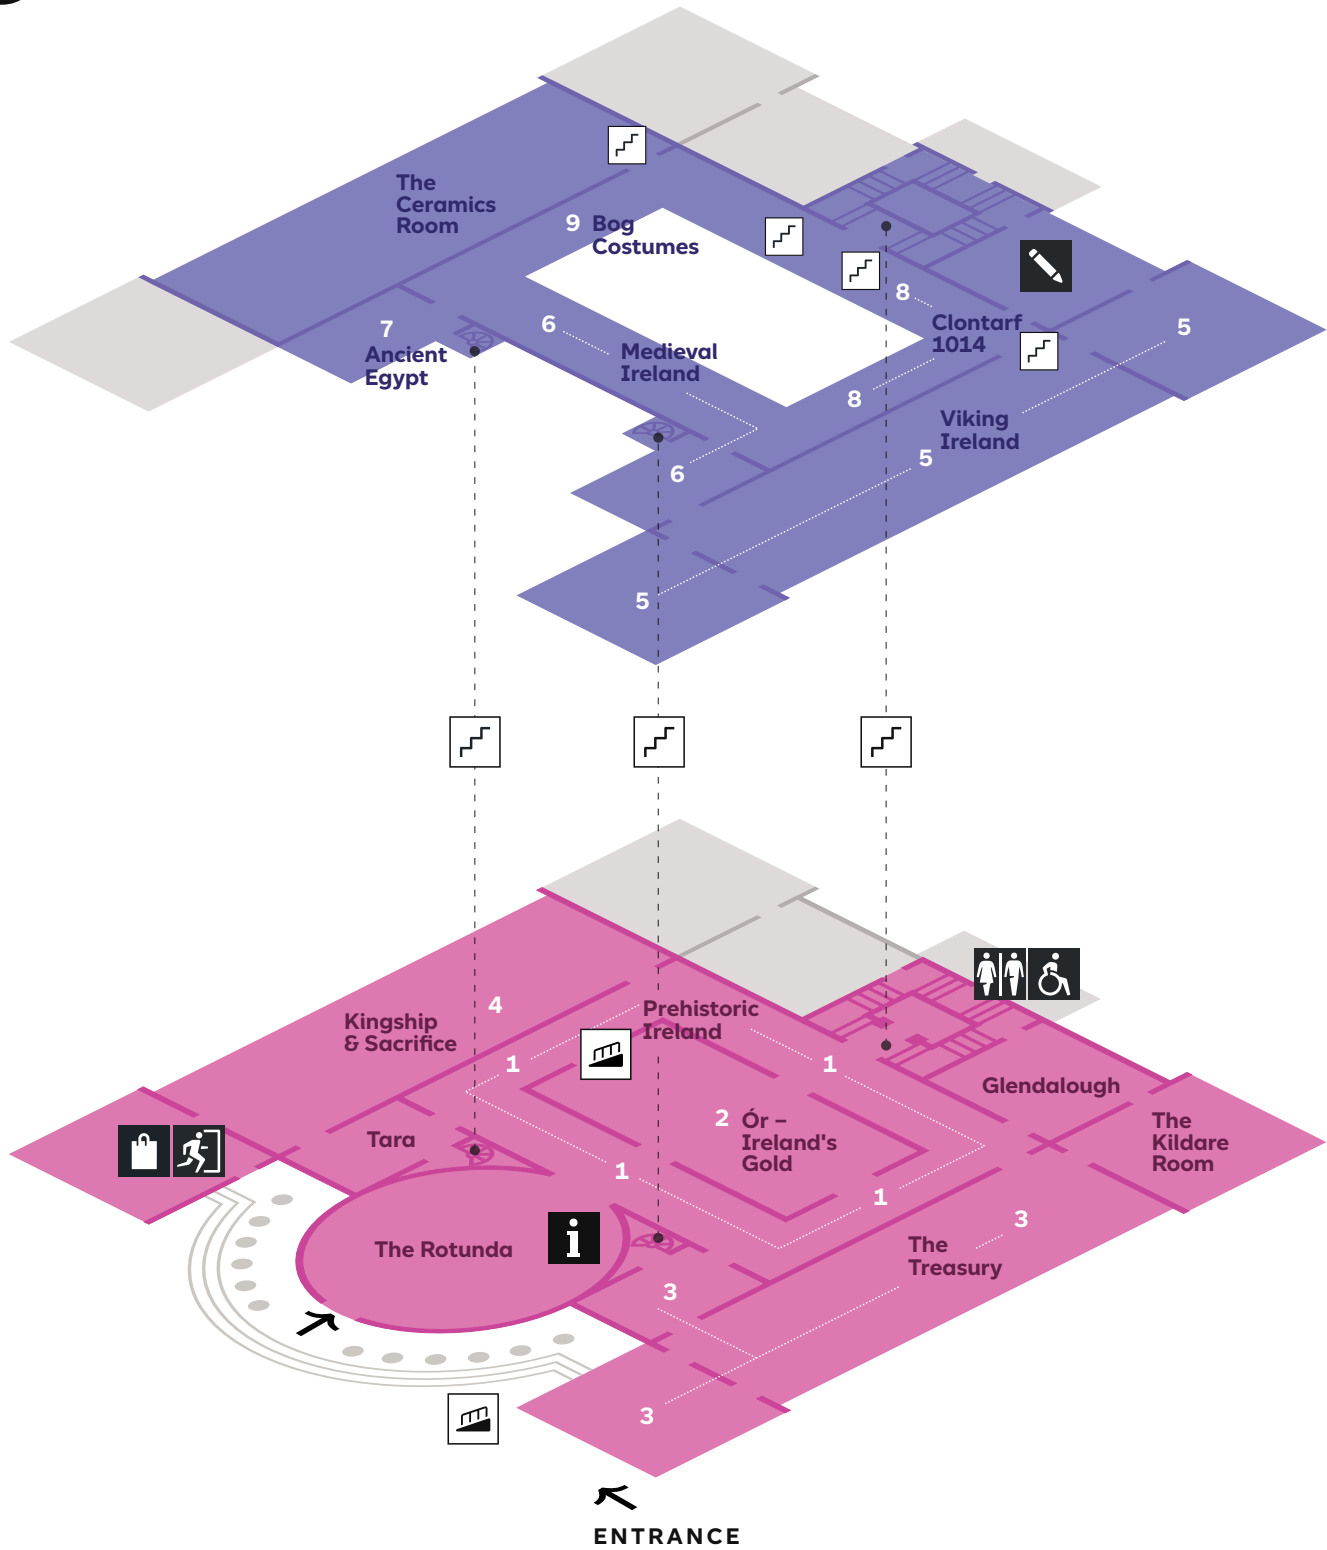 The
Ceramics
Room
9
Bog
Costumes
7
Ancient
Egypt
6
Medieval
Ireland
6
8
Clontarf
1014
8
5
Viking
Ireland
5
5
4
Kingship
& Sacrifice
Prehistoric
Ireland
1
1
Tara
2
Ór –
Ireland's
Gold
Glendalough
The
Kildare
Room
1
1
The Rotunda
i
3
The
Treasury
3
3
ENTRANCE